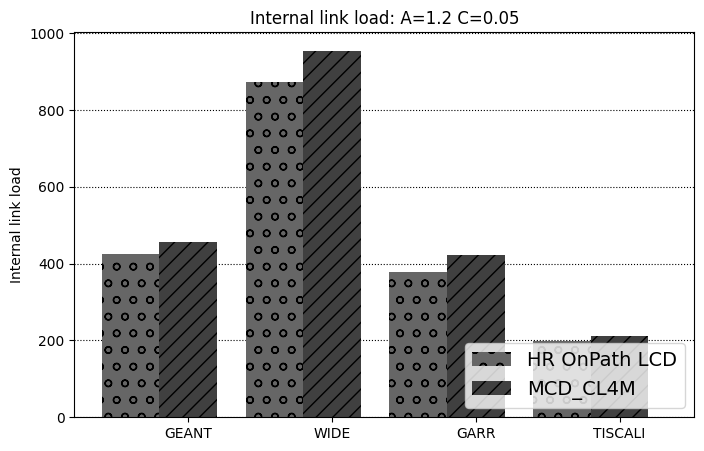 Internal link load: A=1.2 C=0.05
1000
800
600
400
200
0
Internal link load
HR OnPath LCD
MCD_CL4M
GEANT
WIDE
GARR
TISCALI